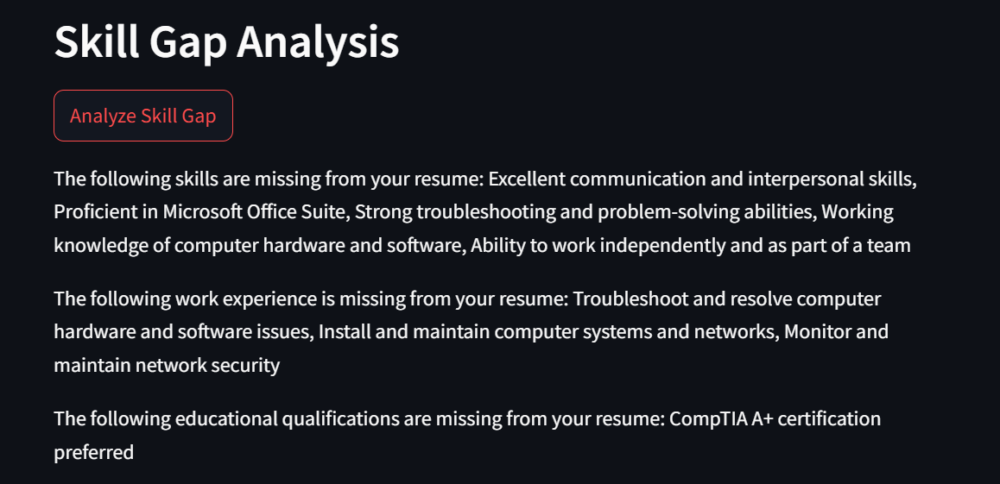 Skill Gap Analysis
Analyze Skill Gap
The following skills are missing from your resume: Excellent communication and interpersonal skills,
Proficient in Microsoft Office Suite, Strong troubleshooting and problem-solving abilities, Working
knowledge of computer hardware and software, Ability to work independently and as part of a team
The following work experience is missing from your resume: Troubleshoot and resolve computer
hardware and software issues, Install and maintain computer systems and networks, Monitor and
maintain network security
The following educational qualifications are missing from your resume: CompTIA A+ certification
preferred